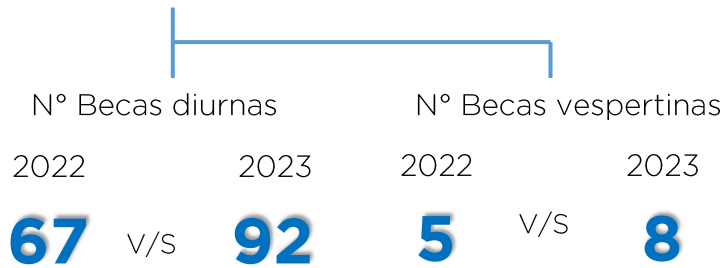 N° Becas diurnas
2022 2023
67 V/S 92
N° Becas vespertinas
2022 2023
5 V/S 8